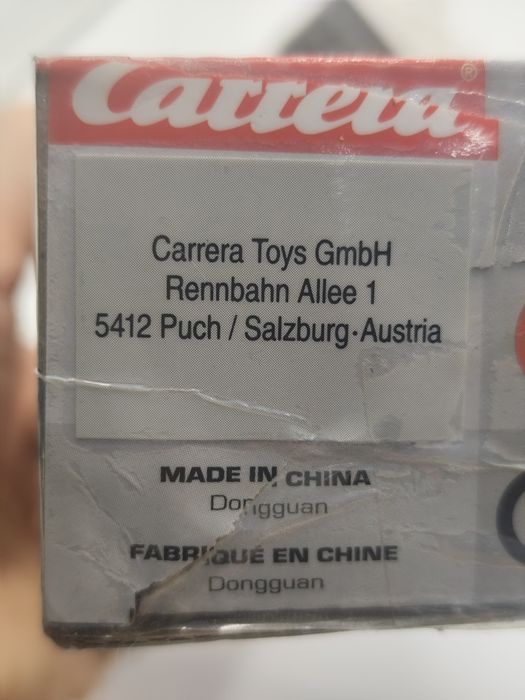 Carrera®
Carrera Toys GmbH
Rennbahn Allee 1
5412 Puch / Salzburg·Austria
MADE IN CHINA
Dongguan
FABRIQUÉ EN CHINE
Dongguan